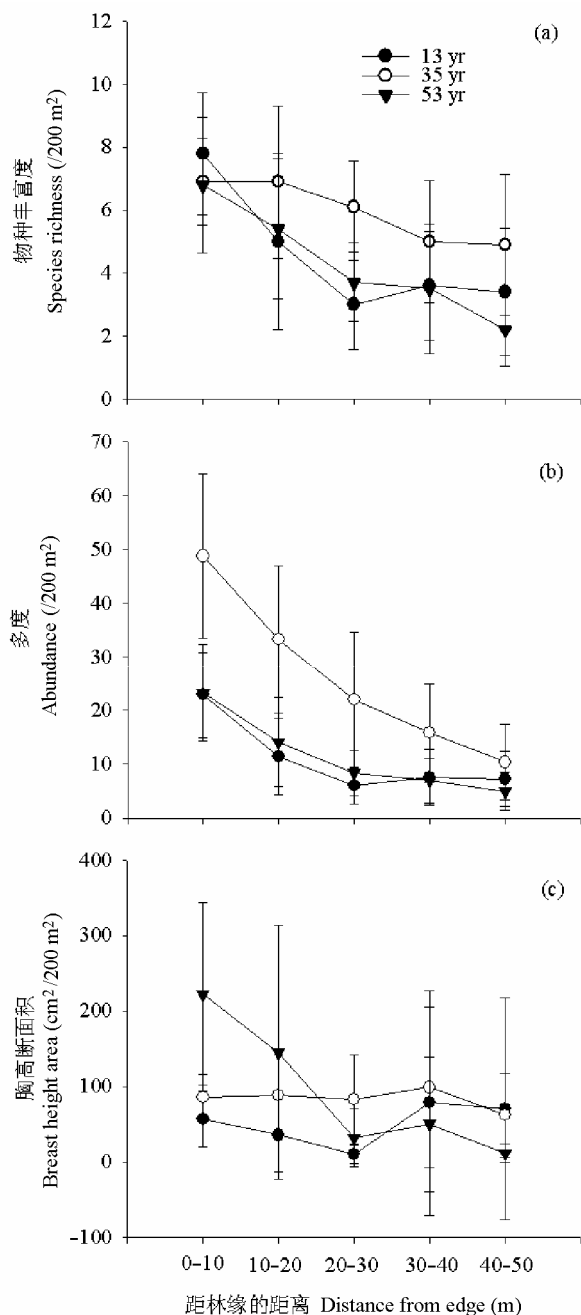 12
10
8
6
4
2
0
物种丰富度
Species richness (/200 m²)
(a)
13 yr
35 yr
53 yr
70
60
50
40
30
20
10
0
多度
Abundance (/200 m²)
(b)
400
300
200
100
0
-100
胸高断面积
Breast height area (cm²/200 m²)
(c)
0-10 10-20 20-30 30-40 40-50
距林缘的距离 Distance from edge (m)